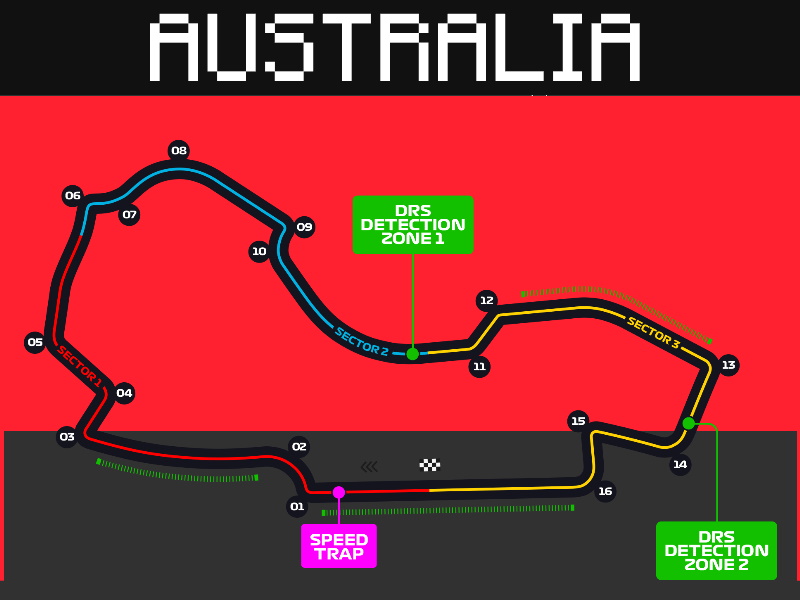 AUSTRALIA
08
06
07
09
10
DRS
DETECTION
ZONE 1
12
SECTOR 2
SECTOR 3
11
13
05
SECTOR 1
04
03
02
01
15
14
16
SPEED
TRAP
DRS
DETECTION
ZONE 2